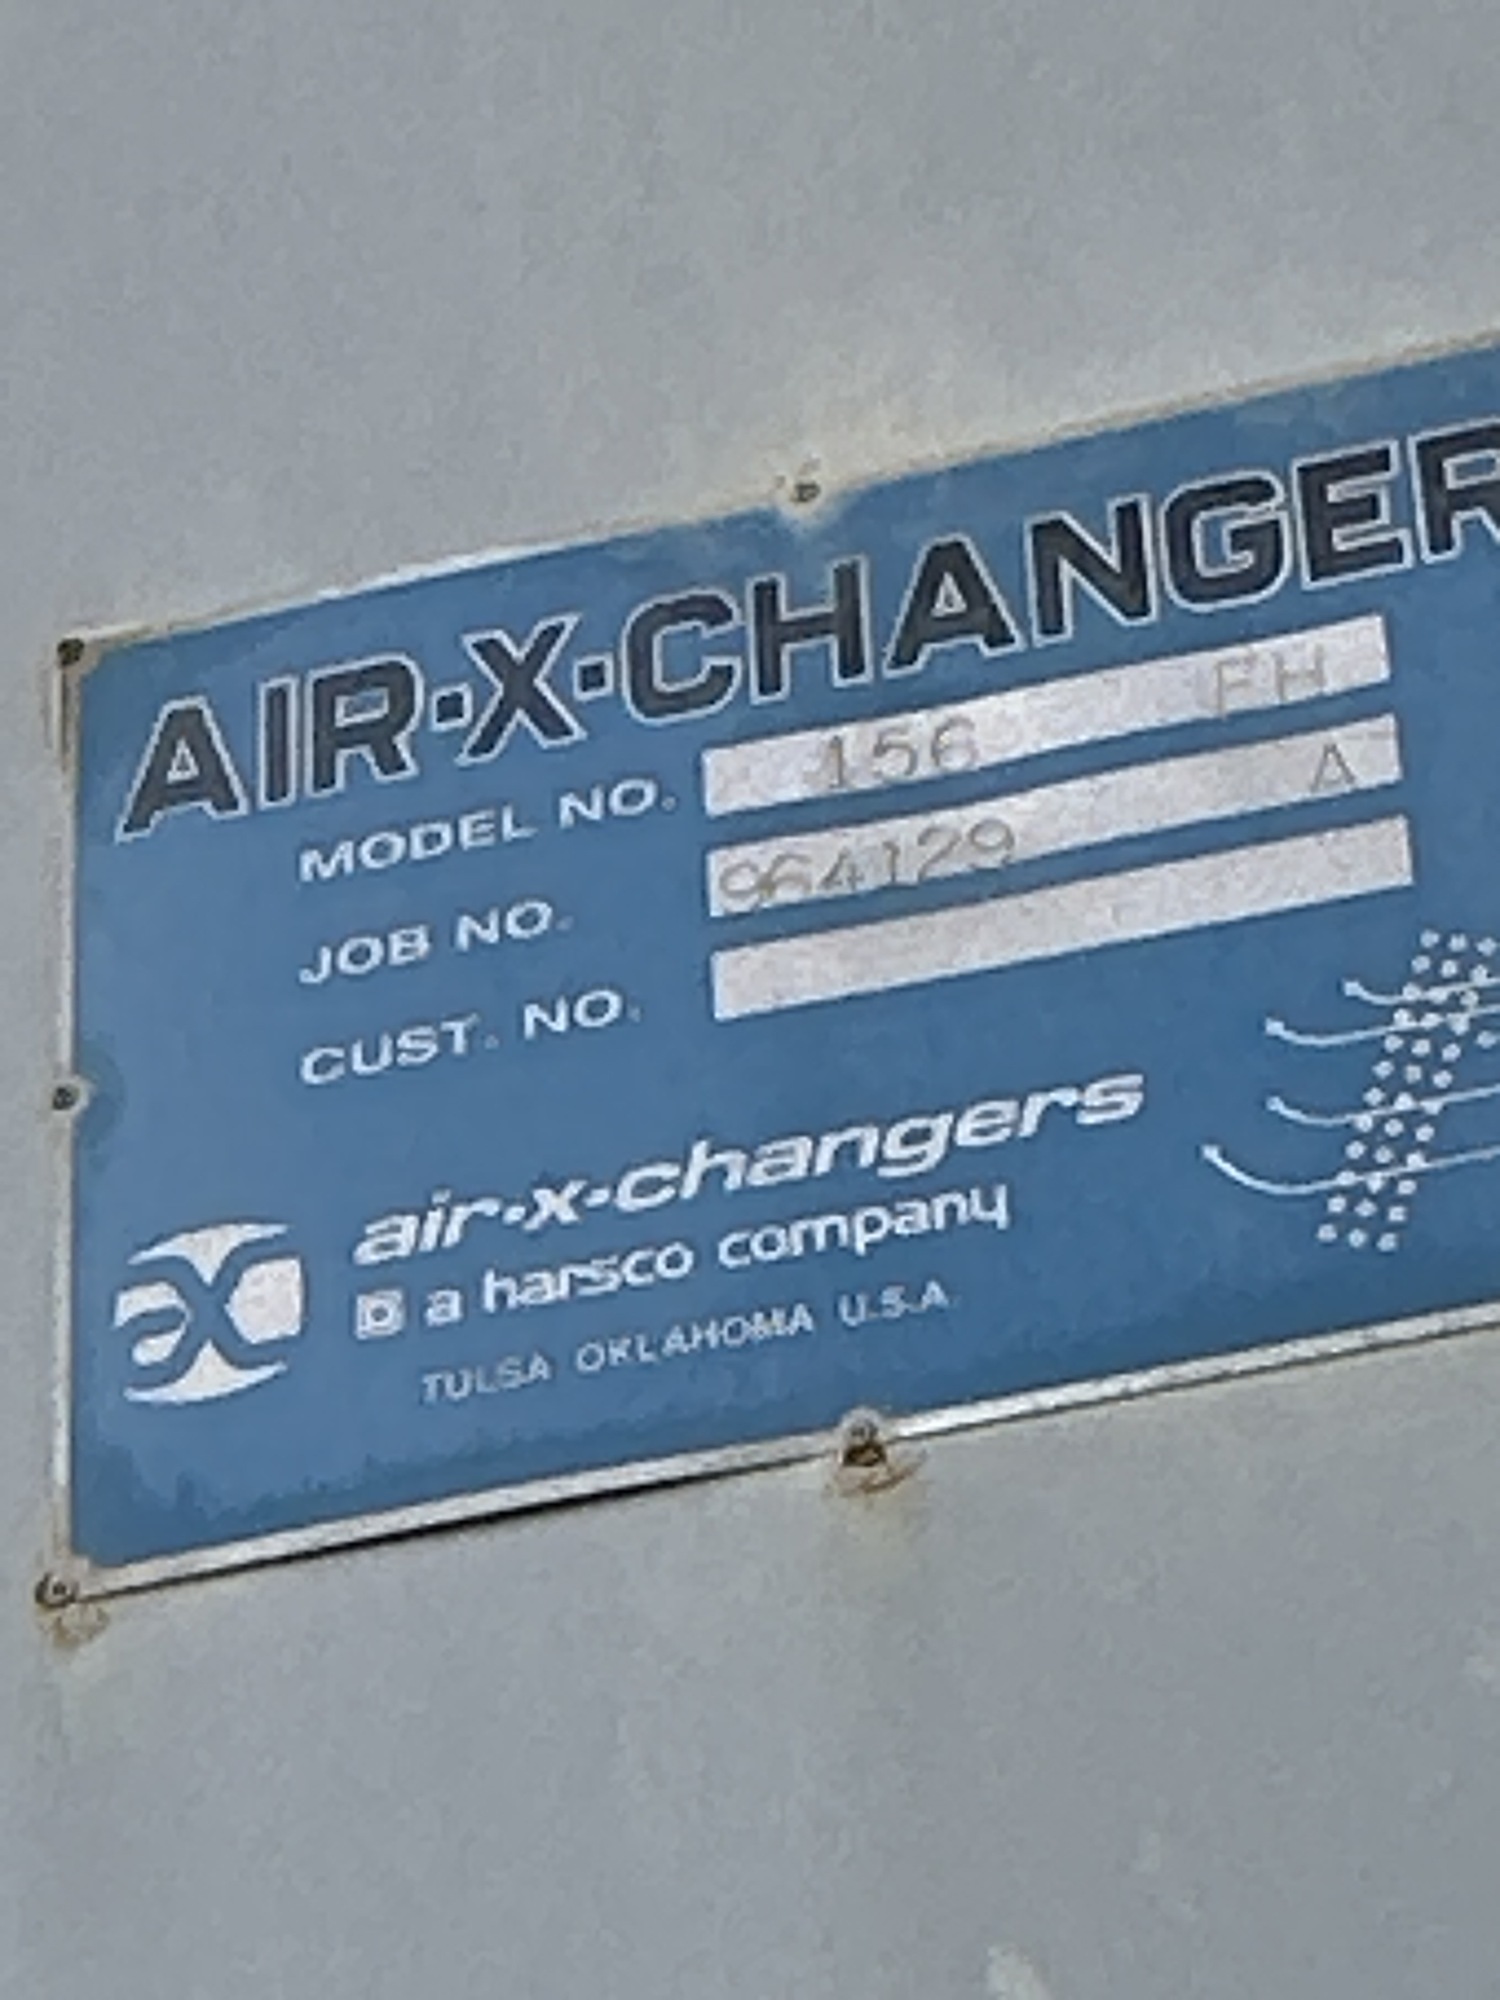 AIR·X·CHANGER
MODEL NO. 156 FH
JOB NO. 964129 A
CUST. NO.
air·x·changers
a harsco company
TULSA OKLAHOMA U.S.A.